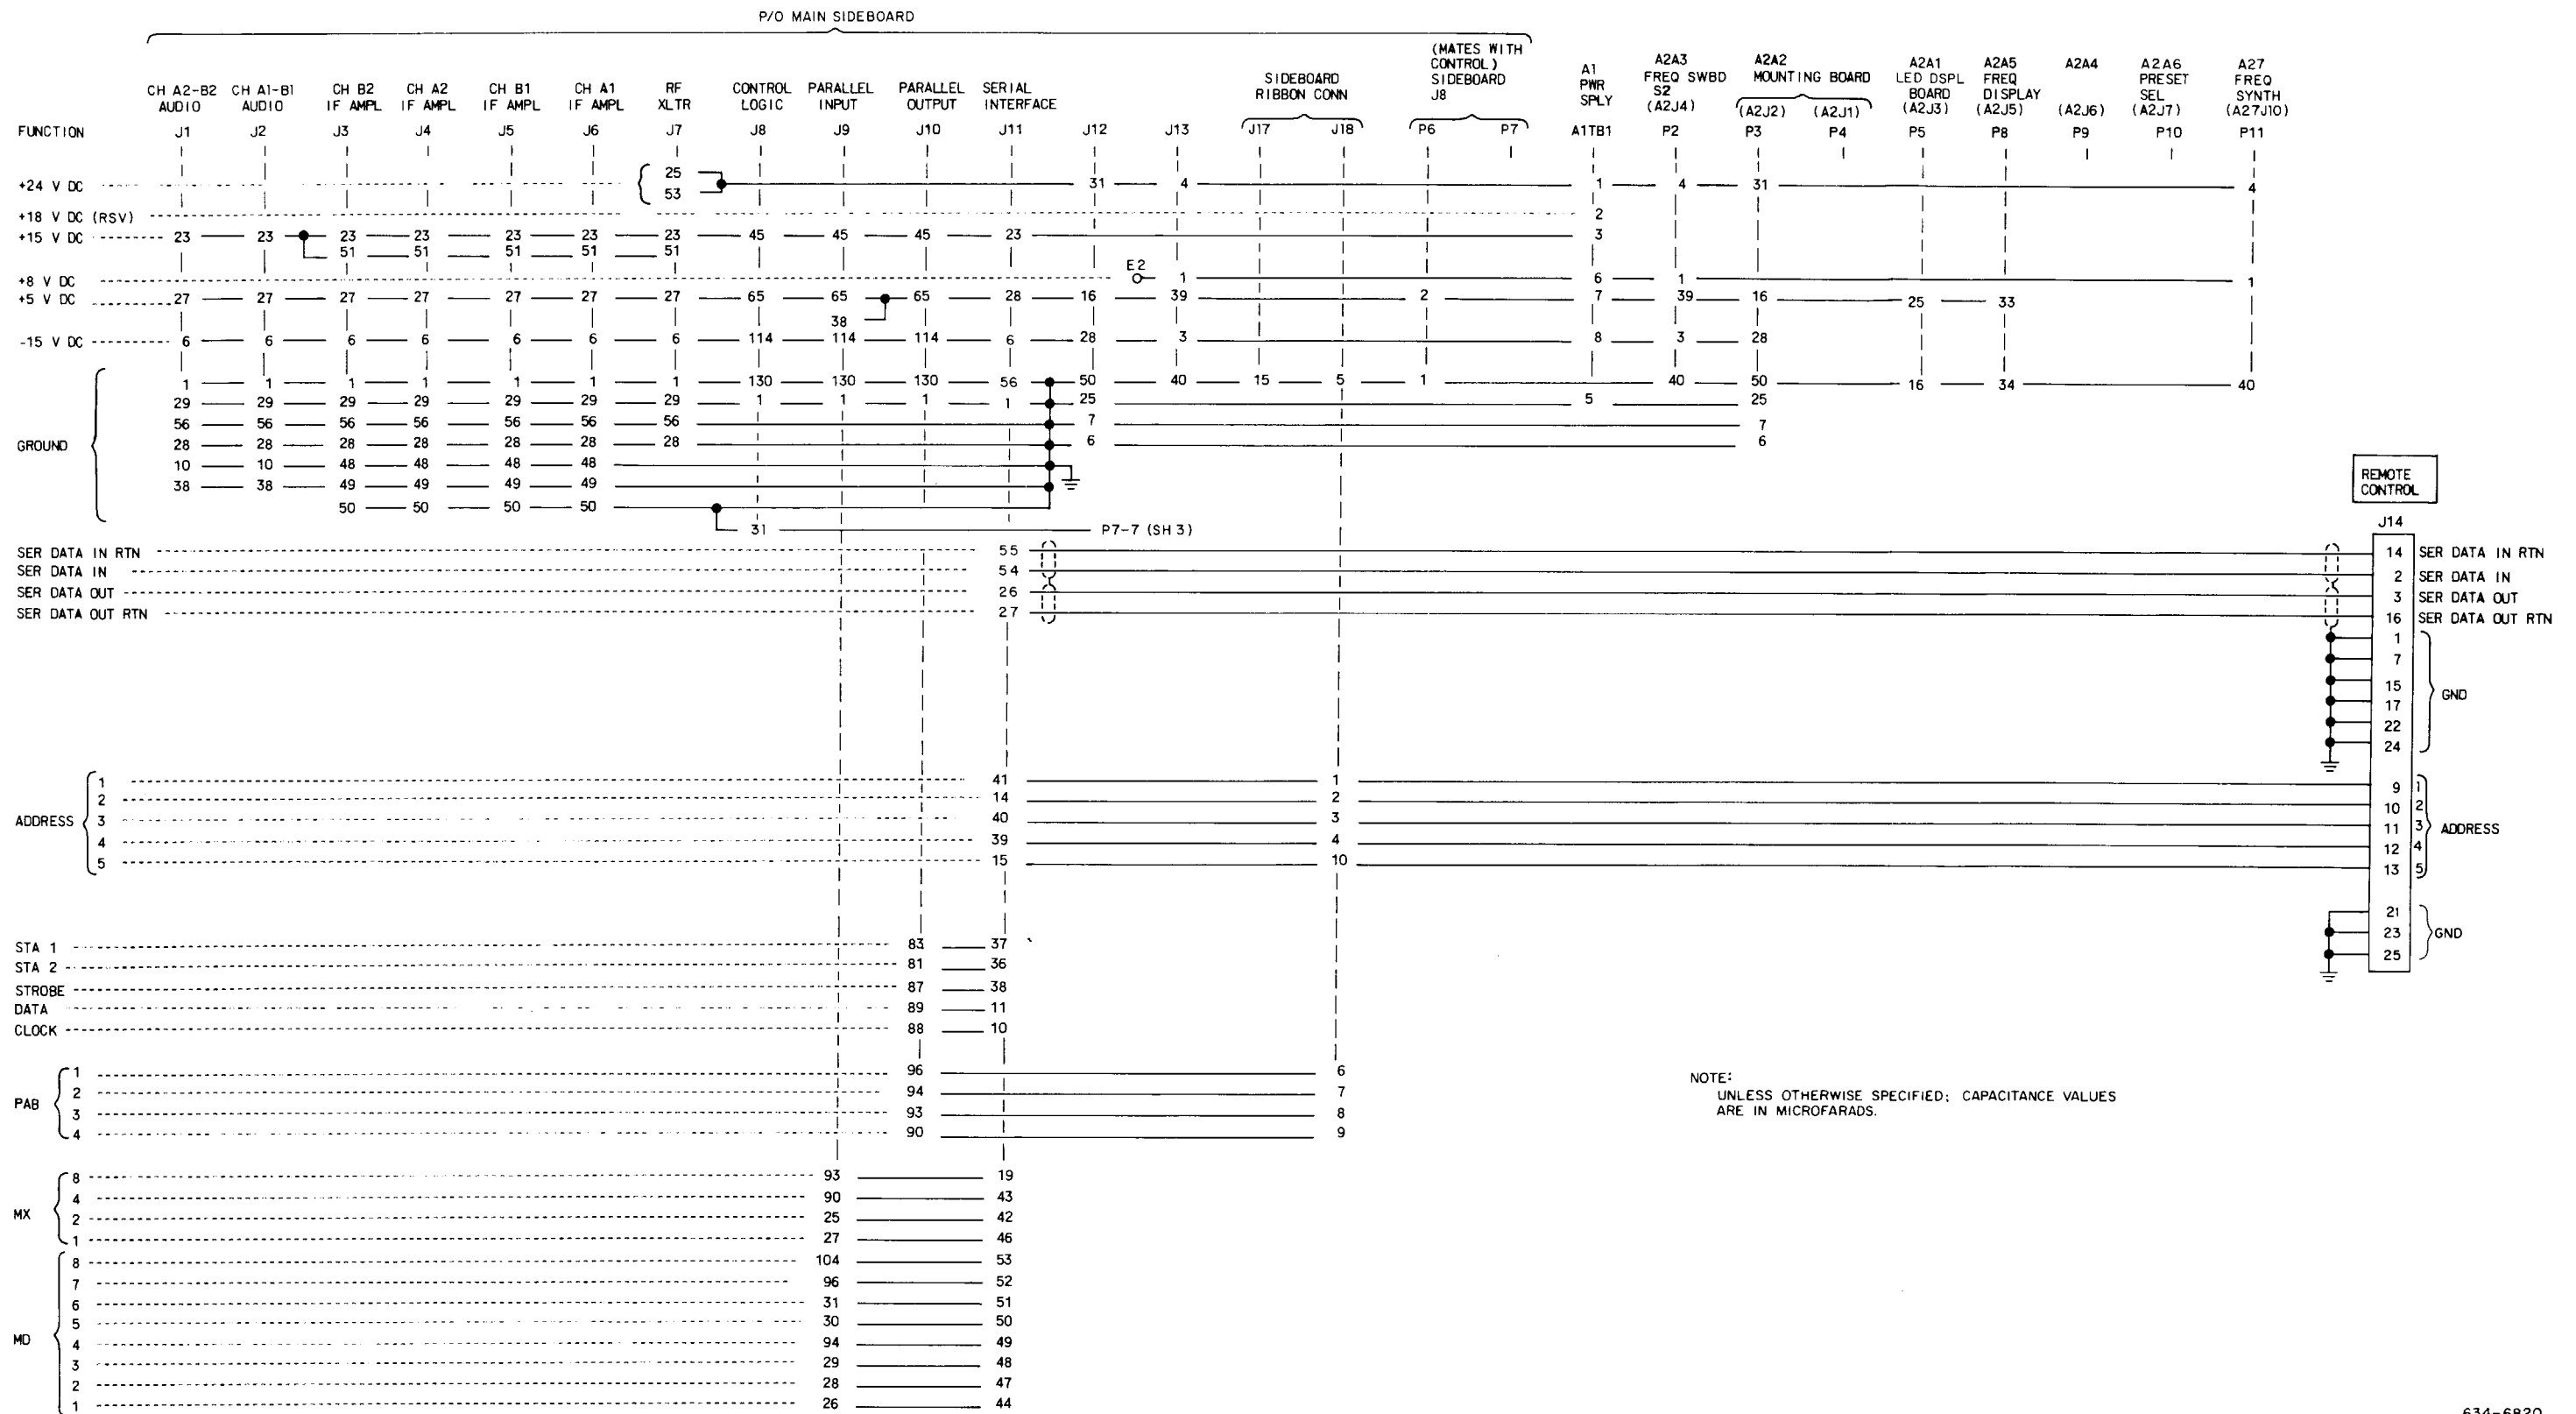 P/O MAIN SIDEBOARD
CH A2-B2 AUDIO J1
CH A1-B1 AUDIO J2
CH B2 IF AMPL J3
CH A2 IF AMPL J4
CH B1 IF AMPL J5
CH A1 IF AMPL J6
RF XLTR J7
CONTROL LOGIC J8
PARALLEL INPUT J9
PARALLEL OUTPUT J10
SERIAL INTERFACE J11
J12
J13
SIDEBOARD RIBBON CONN
J17 J18
(MATES WITH CONTROL) SIDEBOARD J8
P6 P7
A1 PWR SPLY A1TB1
A2A3 FREQ SWBD S2 (A2J4) P2
A2A2 MOUNTING BOARD
(A2J2) P3
(A2J1) P4
A2A1 LED DSPL BOARD (A2J3) P5
A2A5 FREQ DISPLAY (A2J5) P8
A2A4 (A2J6) P9
A2A6 PRESET SEL (A2J7) P10
A27 FREQ SYNTH (A27J10) P11
FUNCTION
+24 V DC 25 53 31 4 1 4 31 4
+18 V DC (RSV) 2
+15 V DC 23 23 23 23 23 23 23 45 45 45 23 3
51 51 51 51 51
E2
+8 V DC 1 6 1 1
+5 V DC 27 27 27 27 27 27 27 65 65 65 28 16 39 2 7 39 16 25 33
38
-15 V DC 6 6 6 6 6 6 6 114 114 114 6 28 3 8 3 28
GROUND
1 1 1 1 1 1 1 130 130 130 56 50 40 15 5 1 40 50 16 34 40
29 29 29 29 29 29 29 1 1 1 1 25 5 25
56 56 56 56 56 56 56 7 7
28 28 28 28 28 28 28 6 6
10 10 48 48 48 48
38 38 49 49 49 49
50 50 50 50
31 P7-7 (SH 3)
REMOTE CONTROL
J14
SER DATA IN RTN 55 14 SER DATA IN RTN
SER DATA IN 54 2 SER DATA IN
SER DATA OUT 26 3 SER DATA OUT
SER DATA OUT RTN 27 16 SER DATA OUT RTN
1
7
15
17
22
24
GND
ADDRESS
1 41 1 9 1
2 14 2 10 2
3 40 3 11 3
4 39 4 12 4
5 15 10 13 5
ADDRESS
21
23
25
GND
STA 1 83 37
STA 2 81 36
STROBE 87 38
DATA 89 11
CLOCK 88 10
PAB
1 96 6
2 94 7
3 93 8
4 90 9
NOTE:
UNLESS OTHERWISE SPECIFIED; CAPACITANCE VALUES
ARE IN MICROFARADS.
MX
8 93 19
4 90 43
2 25 42
1 27 46
MD
8 104 53
7 96 52
6 31 51
5 30 50
4 94 49
3 29 48
2 28 47
1 26 44
634-6820